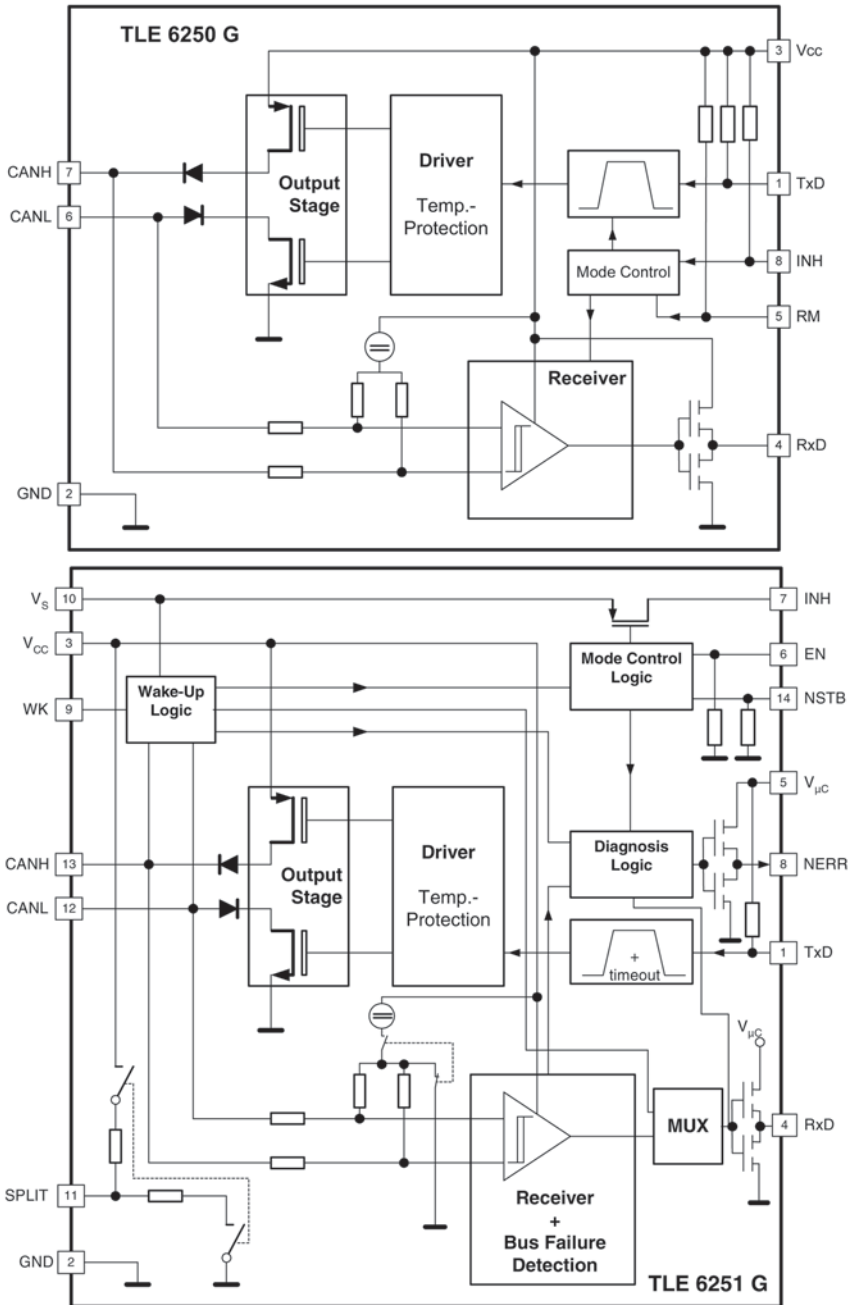 TLE 6250 G
3 Vcc
CANH 7
CANL 6
Output
Stage
Driver
Temp.-
Protection
1 TxD
8 INH
Mode Control
5 RM
Receiver
4 RxD
GND 2
VS 10
7 INH
VCC 3
6 EN
Mode Control
Logic
Wake-Up
Logic
WK 9
14 NSTB
5 VµC
CANH 13
CANL 12
Output
Stage
Driver
Temp.-
Protection
Diagnosis
Logic
8 NERR
+
timeout
1 TxD
VµC
MUX
4 RxD
SPLIT 11
Receiver
+
Bus Failure
Detection
GND 2
TLE 6251 G